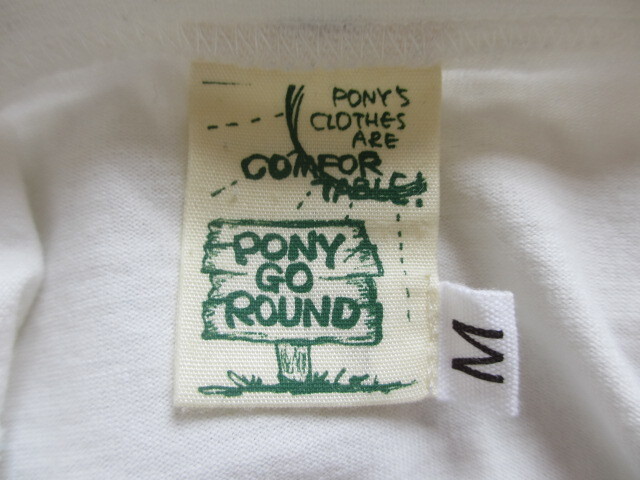 PONY'S
CLOTHES
ARE
COMFOR
TABLE!
PONY
GO
ROUND
M